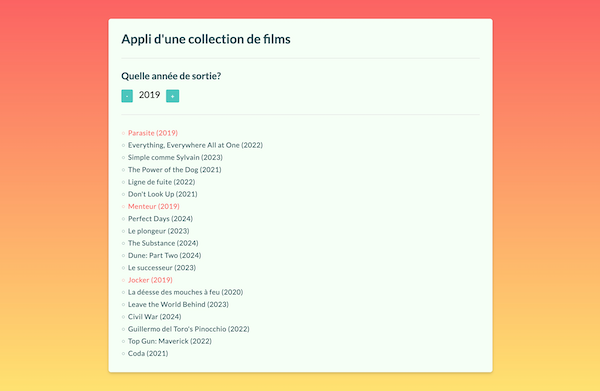 Appli d'une collection de films
Quelle année de sortie?
- 2019 +
Parasite (2019)
Everything, Everywhere All at One (2022)
Simple comme Sylvain (2023)
The Power of the Dog (2021)
Ligne de fuite (2022)
Don't Look Up (2021)
Menteur (2019)
Perfect Days (2024)
Le plongeur (2023)
The Substance (2024)
Dune: Part Two (2024)
Le successeur (2023)
Jocker (2019)
La déesse des mouches à feu (2020)
Leave the World Behind (2023)
Civil War (2024)
Guillermo del Toro's Pinocchio (2022)
Top Gun: Maverick (2022)
Coda (2021)